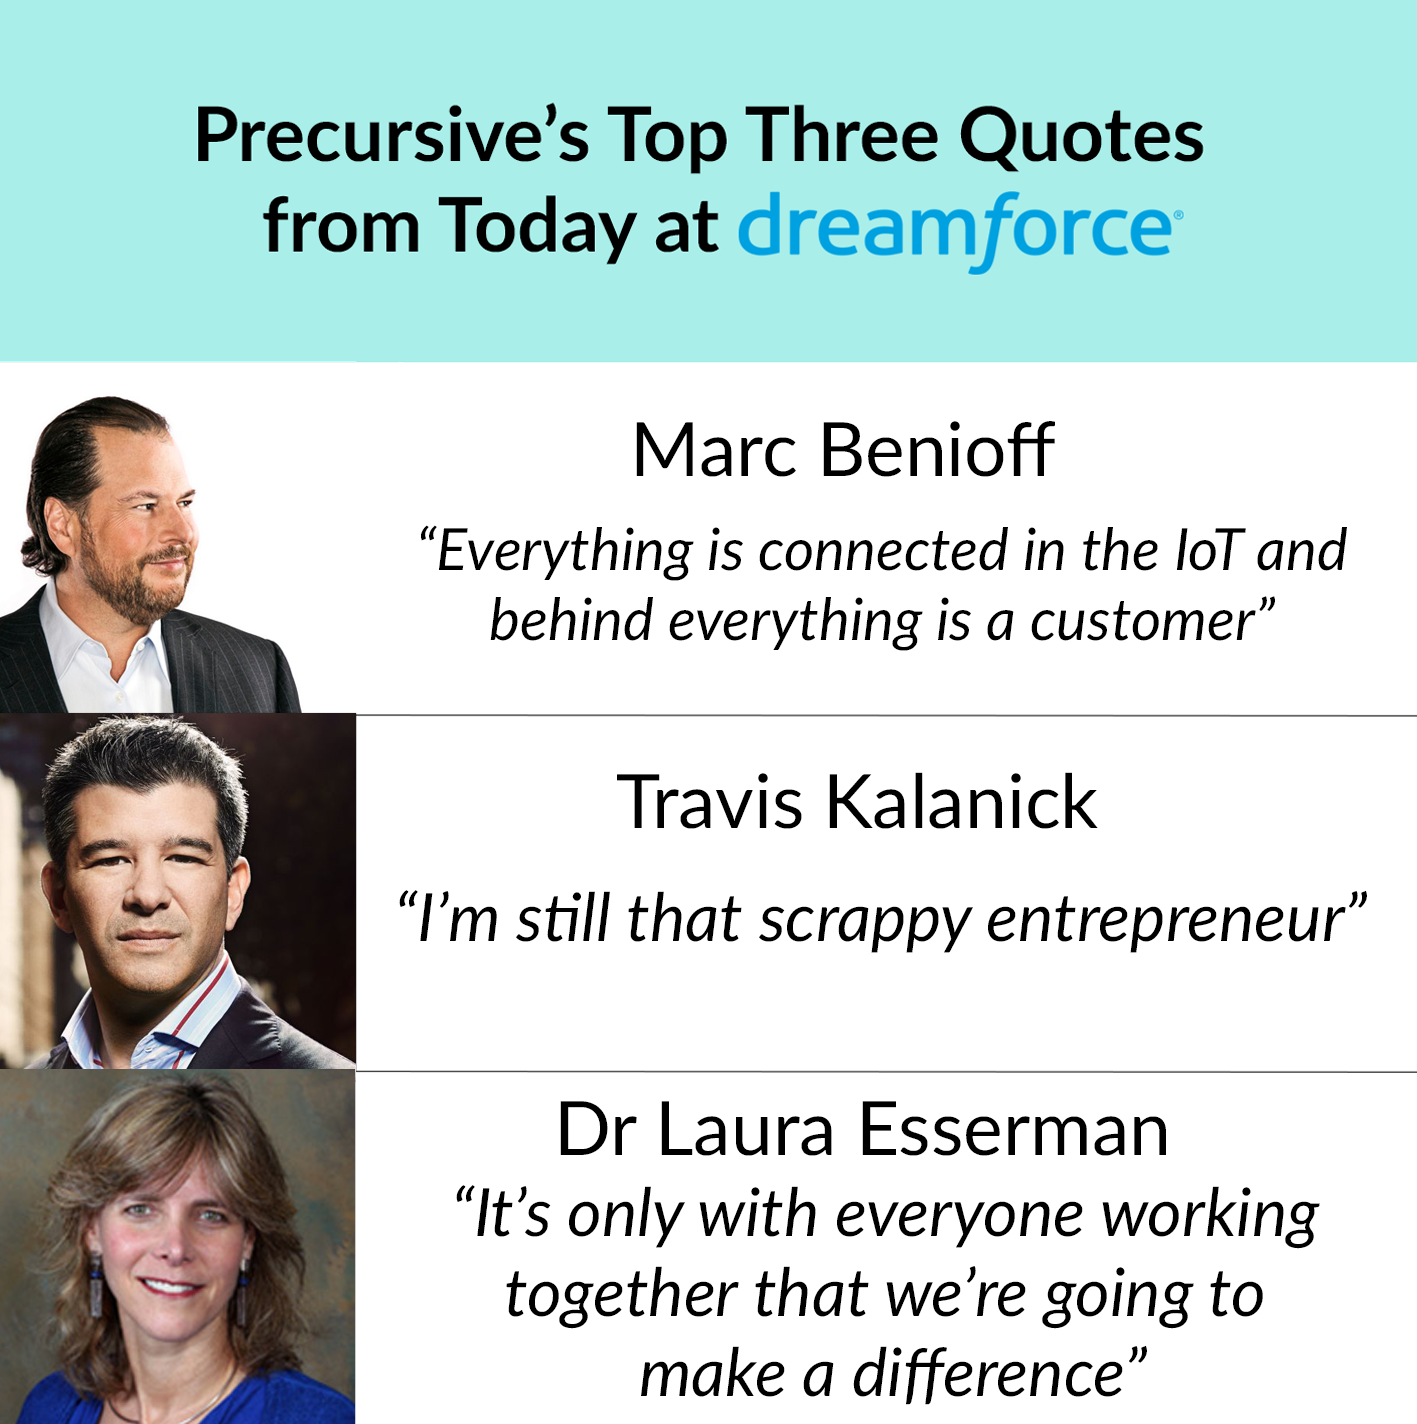 Precursive’s Top Three Quotes
from Today at dreamforce®
Marc Benioff
“Everything is connected in the IoT and
behind everything is a customer”
Travis Kalanick
“I’m still that scrappy entrepreneur”
Dr Laura Esserman
“It’s only with everyone working
together that we’re going to
make a difference”